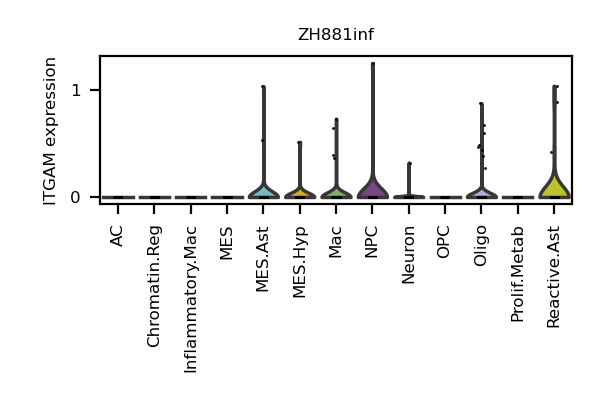 ZH881inf
ITGAM expression
1
0
AC
Chromatin.Reg
Inflammatory.Mac
MES
MES.Ast
MES.Hyp
Mac
NPC
Neuron
OPC
Oligo
Prolif.Metab
Reactive.Ast